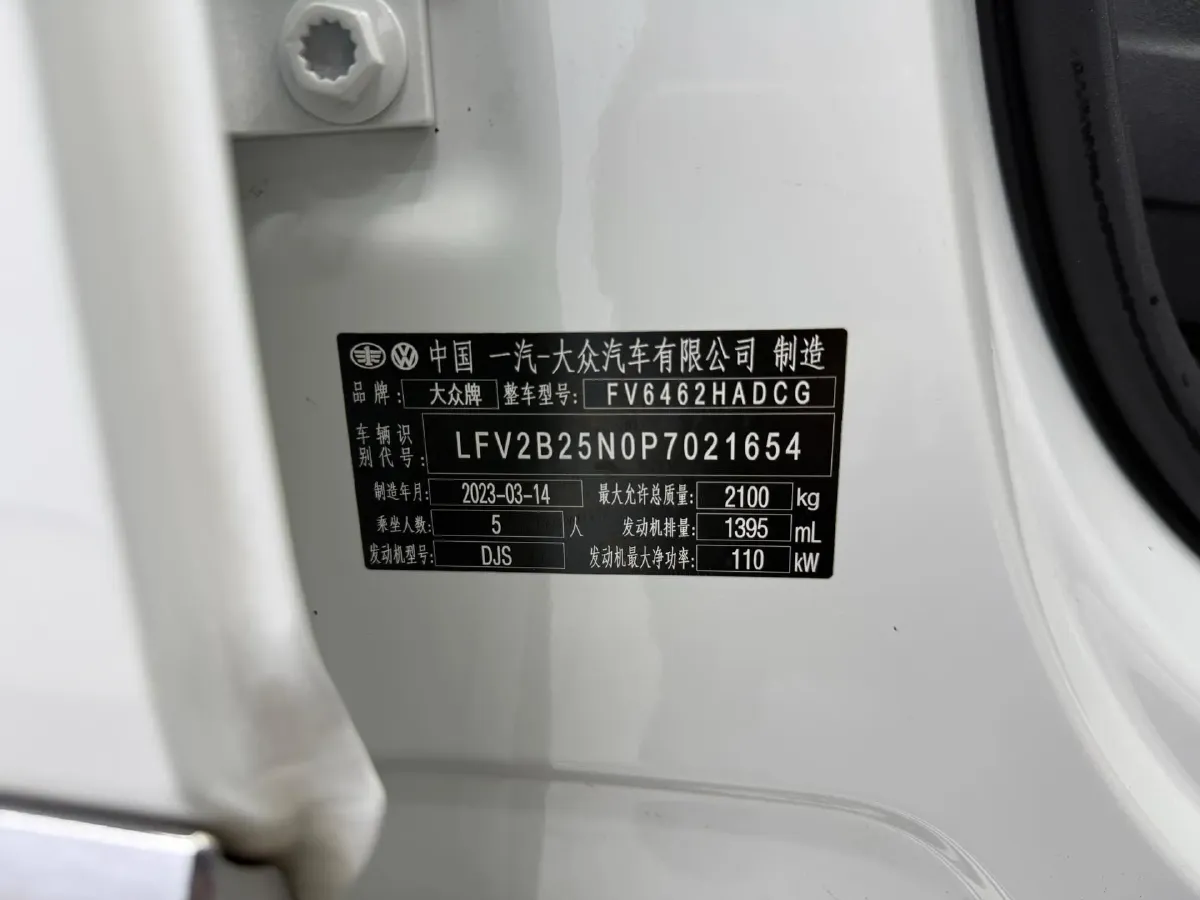 中国 一汽-大众汽车有限公司 制造
品牌: 大众牌 整车型号: FV6462HADCG
车辆识别代号: LFV2B25N0P7021654
制造年月: 2023-03-14 最大允许总质量: 2100 kg
乘坐人数: 5 人 发动机排量: 1395 mL
发动机型号: DJS 发动机最大净功率: 110 kW